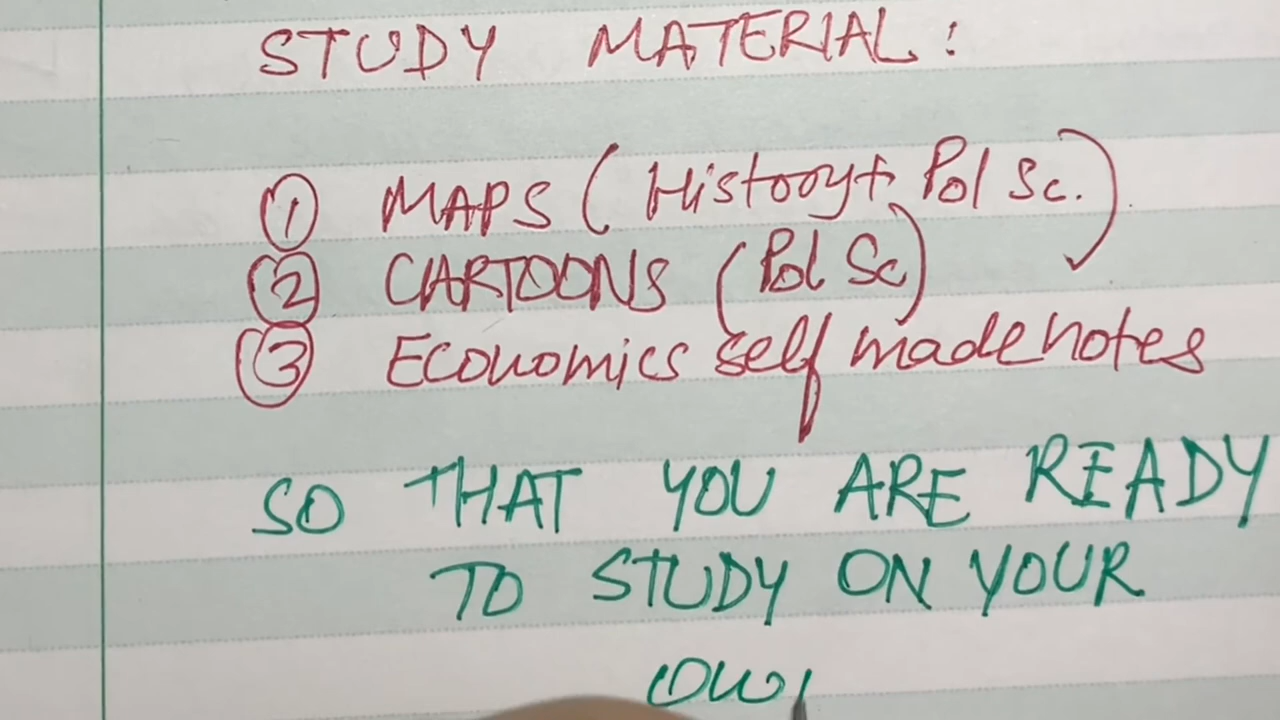 STUDY MATERIAL:
① MAPS (History + Pol Sc.)
② CARTOONS (Pol Sc)
③ Economics self made notes
SO THAT YOU ARE READY
TO STUDY ON YOUR